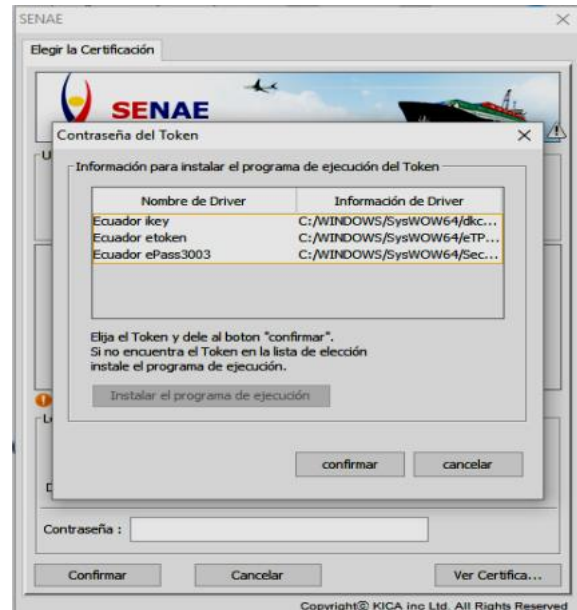 SENAE
Elegir la Certificación
SENAE
Contraseña del Token
U
Información para instalar el programa de ejecución del Token
Nombre de Driver Información de Driver
Ecuador ikey C:/WINDOWS/SysWOW64/dkc...
Ecuador etoken C:/WINDOWS/SysWOW64/eTP...
Ecuador ePass3003 C:/WINDOWS/SysWOW64/Sec...
Elija el Token y dele al boton "confirmar".
Si no encuentra el Token en la lista de elección
instale el programa de ejecución.
Instalar el programa de ejecución
L
confirmar cancelar
Contraseña :
Confirmar Cancelar Ver Certifica...
Copyright© KICA inc Ltd. All Rights Reserved